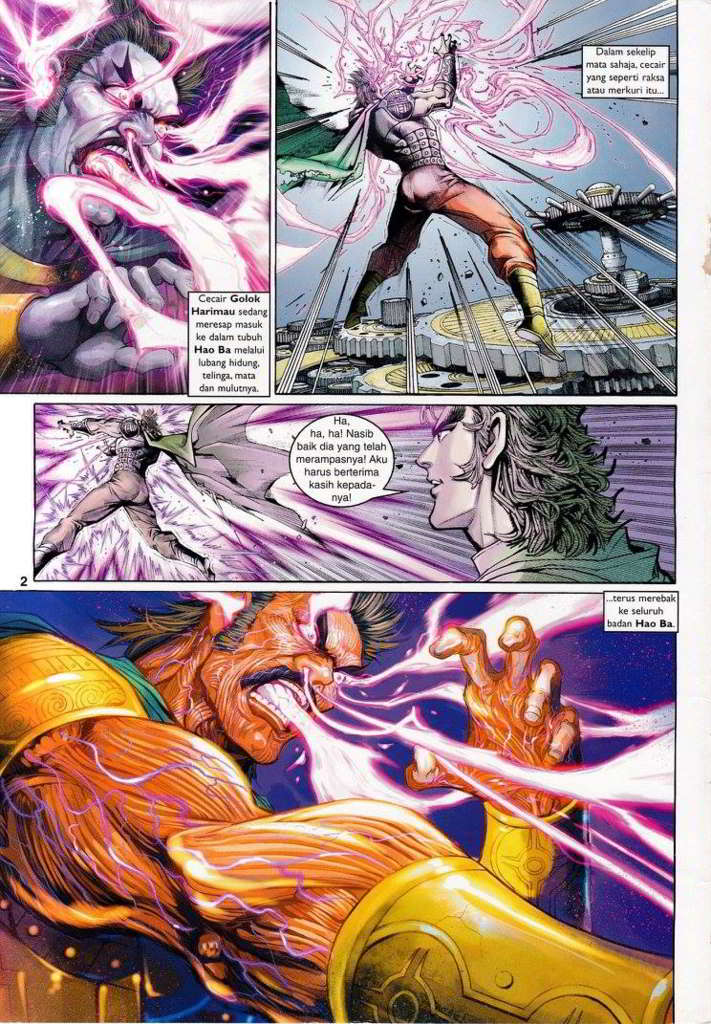 Cecair Golok
Harimau sedang
meresap masuk
ke dalam tubuh
Hao Ba melalui
lubang hidung,
telinga, mata
dan mulutnya.
Dalam sekelip
mata sahaja, cecair
yang seperti raksa
atau merkuri itu...
Ha,
ha, ha! Nasib
baik dia yang telah
merampasnya! Aku
harus berterima
kasih kepada-
nya!
2
...terus merebak
ke seluruh
badan Hao Ba.